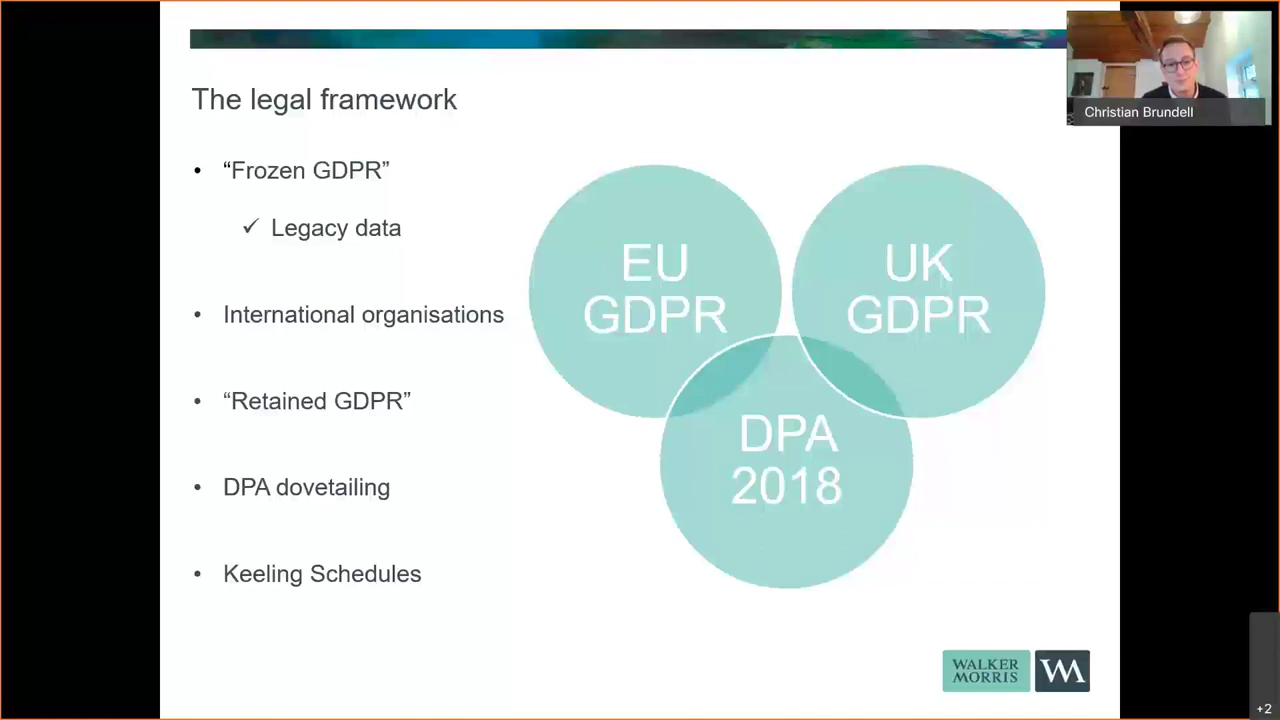 Christian Brundell
The legal framework
• “Frozen GDPR”
✓ Legacy data
• International organisations
• “Retained GDPR”
• DPA dovetailing
• Keeling Schedules
EU
GDPR
UK
GDPR
DPA
2018
WALKER
MORRIS
WM
+2